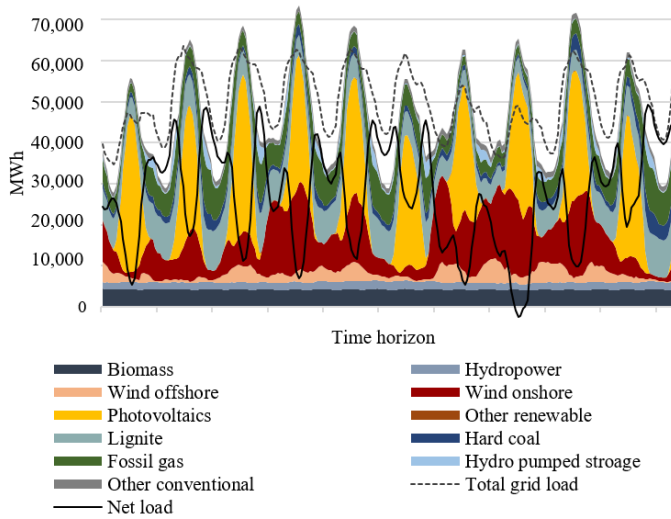 70,000
60,000
50,000
40,000
30,000
20,000
10,000
0
MWh
Time horizon
Biomass
Hydropower
Wind offshore
Wind onshore
Photovoltaics
Other renewable
Lignite
Hard coal
Fossil gas
Hydro pumped stroage
Other conventional
Total grid load
Net load